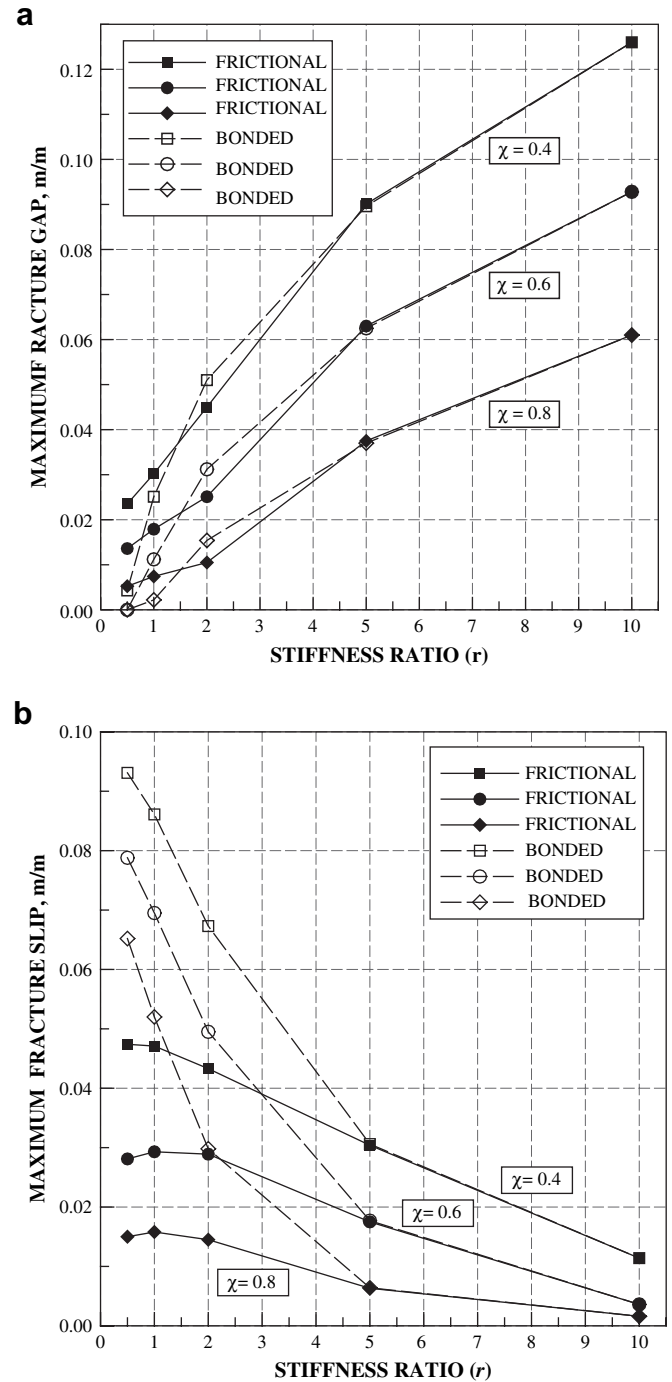 a
0.12
0.10
0.08
0.06
0.04
0.02
0.00
MAXIMUMF RACTURE GAP, m/m
FRICTIONAL
FRICTIONAL
FRICTIONAL
BONDED
BONDED
BONDED
χ = 0.4
χ = 0.6
χ = 0.8
0 1 2 3 4 5 6 7 8 9 10
STIFFNESS RATIO (r)
b
0.10
0.08
0.06
0.04
0.02
0.00
MAXIMUM FRACTURE SLIP, m/m
FRICTIONAL
FRICTIONAL
FRICTIONAL
BONDED
BONDED
BONDED
χ= 0.4
χ= 0.6
χ= 0.8
0 1 2 3 4 5 6 7 8 9 10
STIFFNESS RATIO (r)